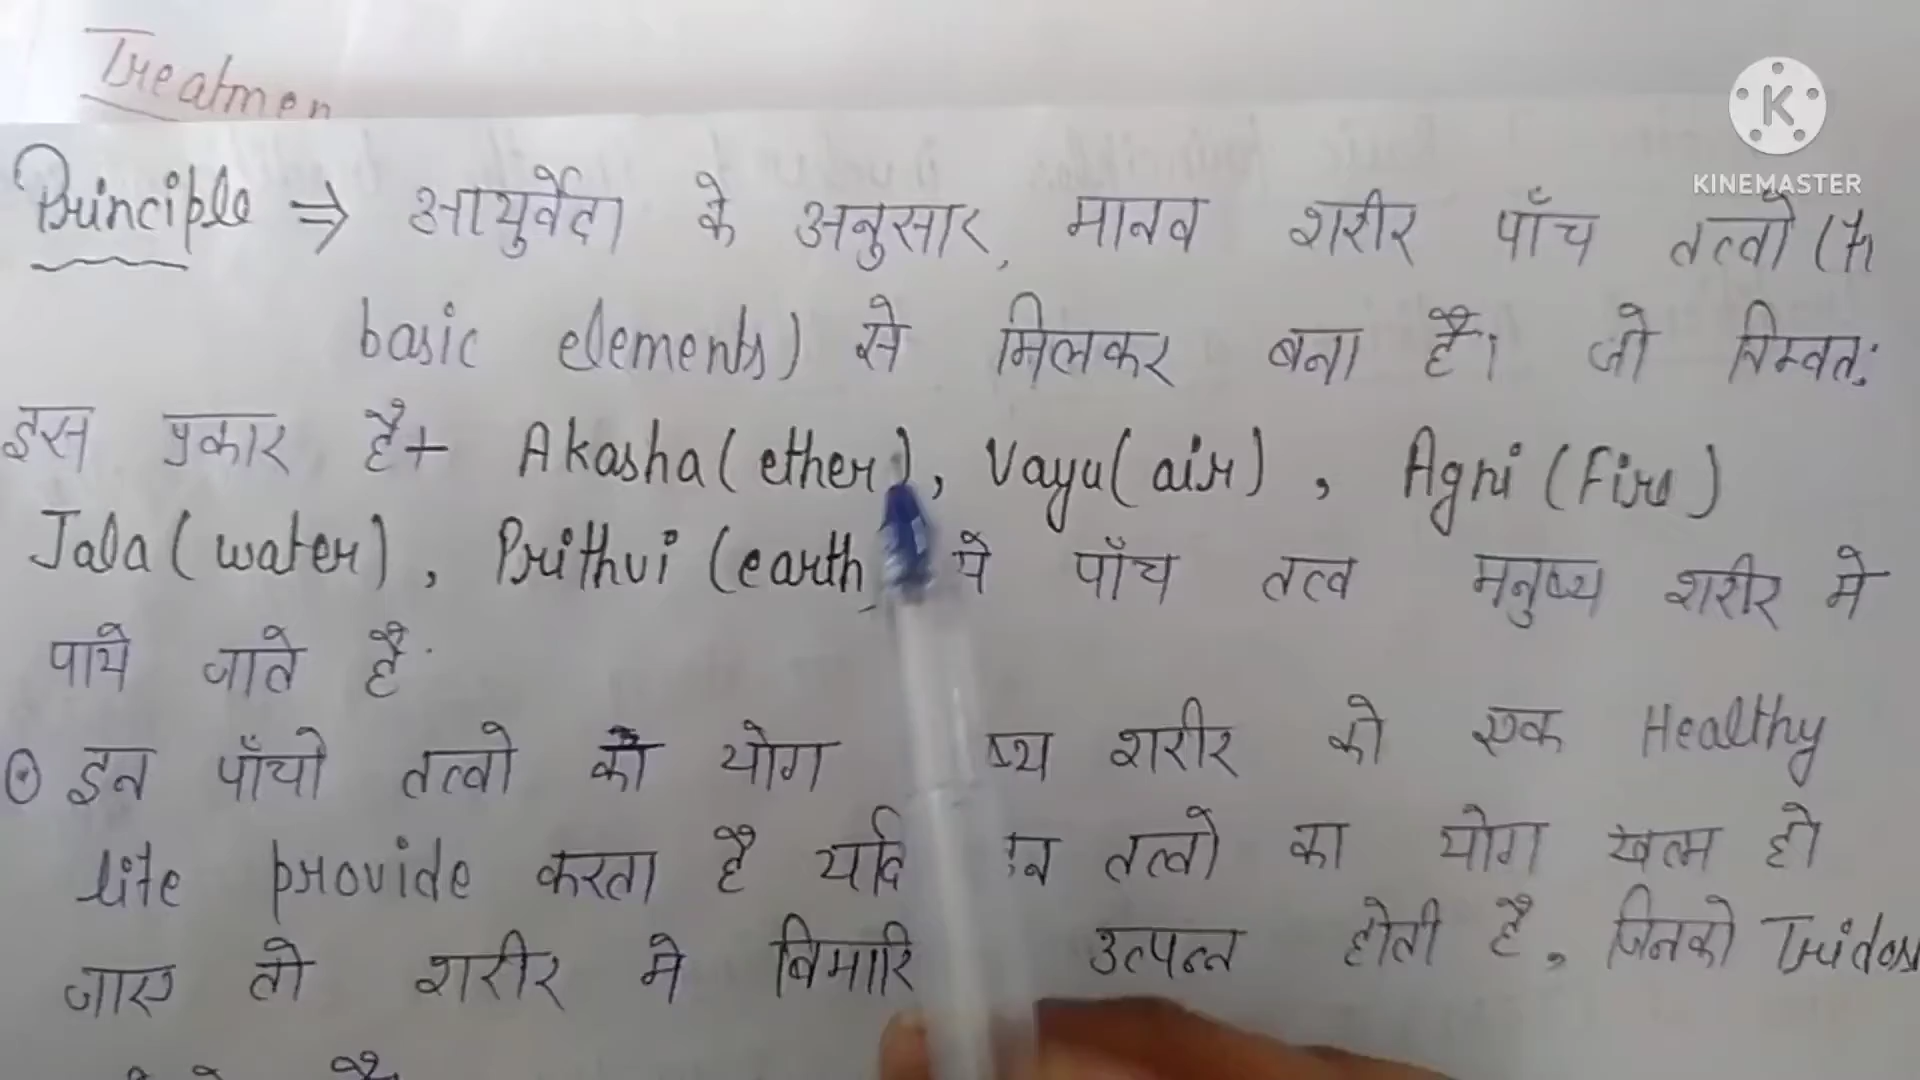 Treatmen
KINEMASTER
Principle ⇒ आयुर्वेदा के अनुसार, मानव शरीर पाँच तत्वों
basic elements) से मिलकर बना है। जो निम्वत:
इस प्रकार है Akasha (ether), Vayu (air), Agni (Fire)
Jala (water), Prithvi (earth ये पाँच तत्व मनुष्य शरीर मे
पाये जाते है
इन पाँचो तत्वो का योग शरीर को एक Healthy
life provide करता है यदि तत्वो का योग खत्म हो
जाए तो शरीर मे उत्पन्न होती है, जिनको Tridos